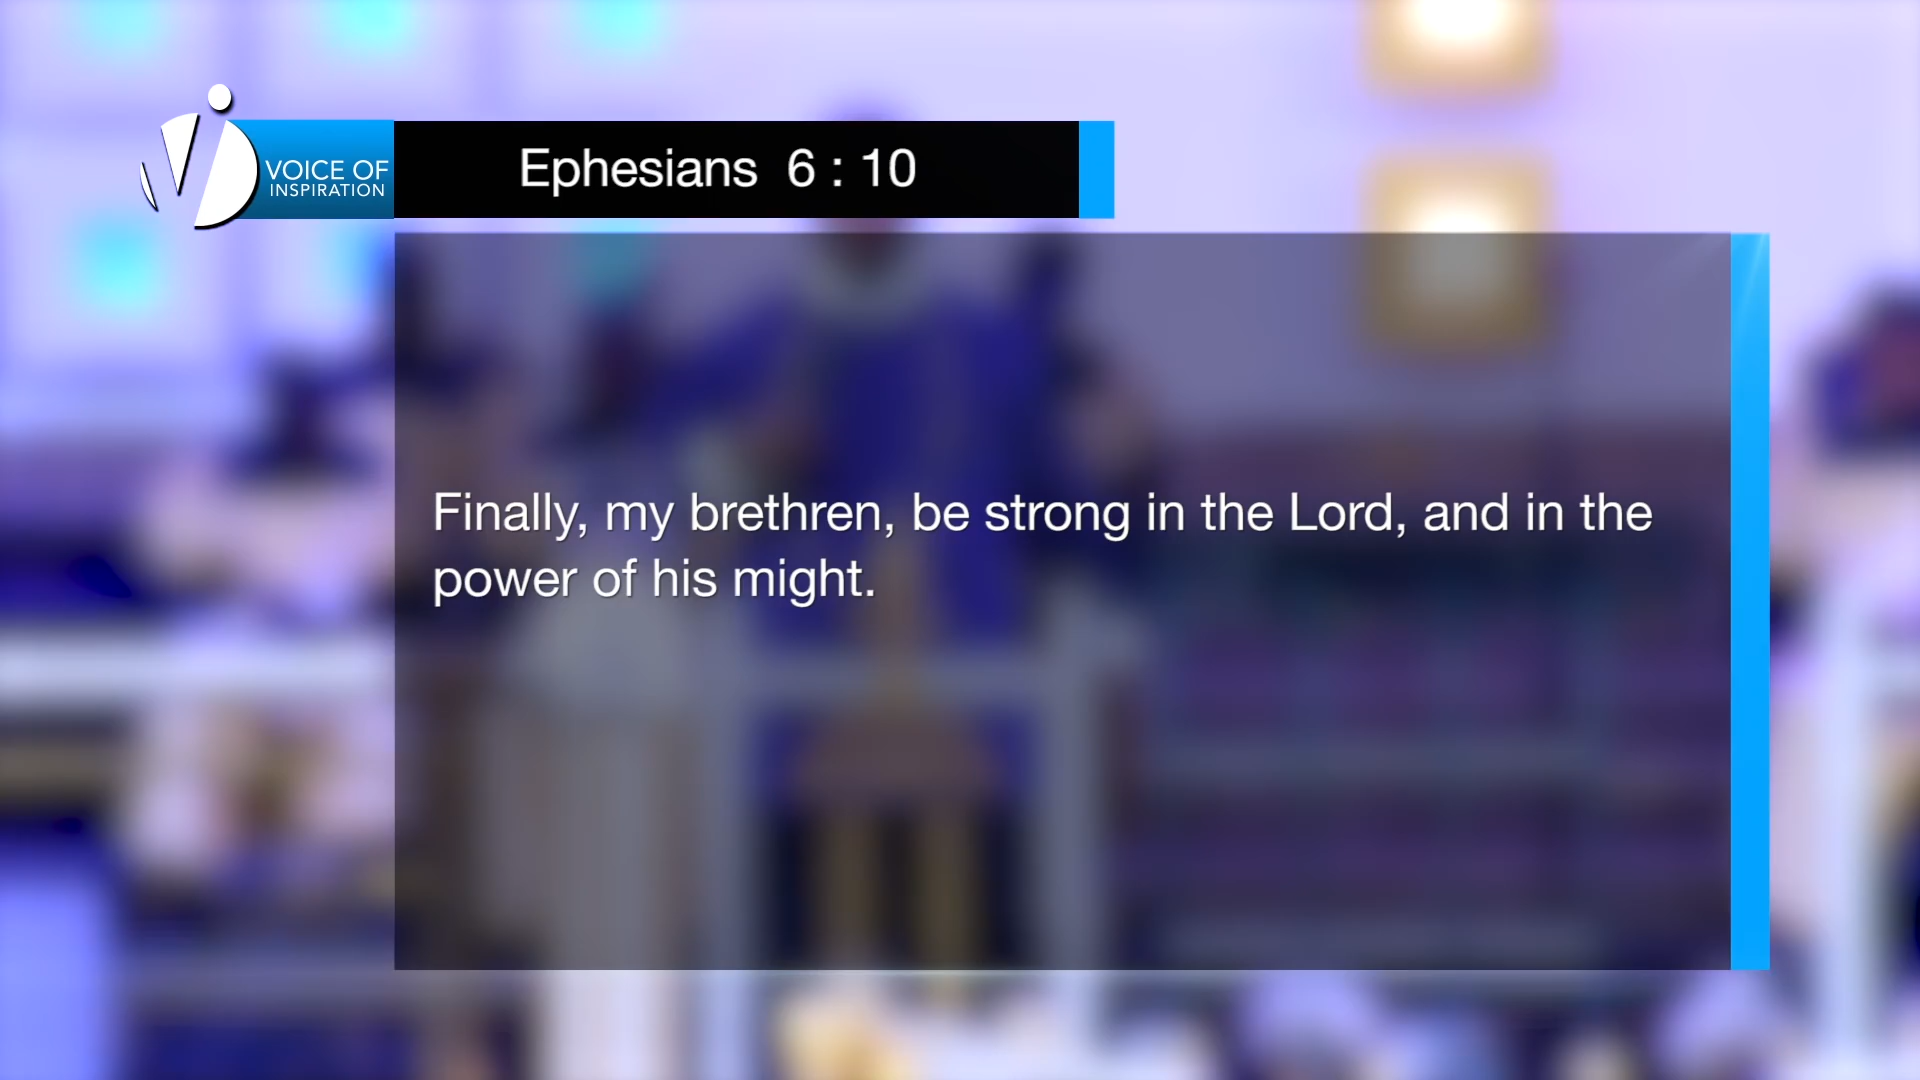 VOICE OF
INSPIRATION
Ephesians 6 : 10
Finally, my brethren, be strong in the Lord, and in the
power of his might.